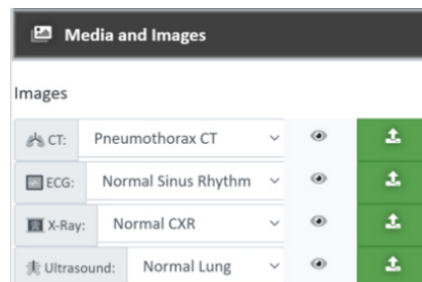 Media and Images
Images
CT: Pneumothorax CT
ECG: Normal Sinus Rhythm
X-Ray: Normal CXR
Ultrasound: Normal Lung